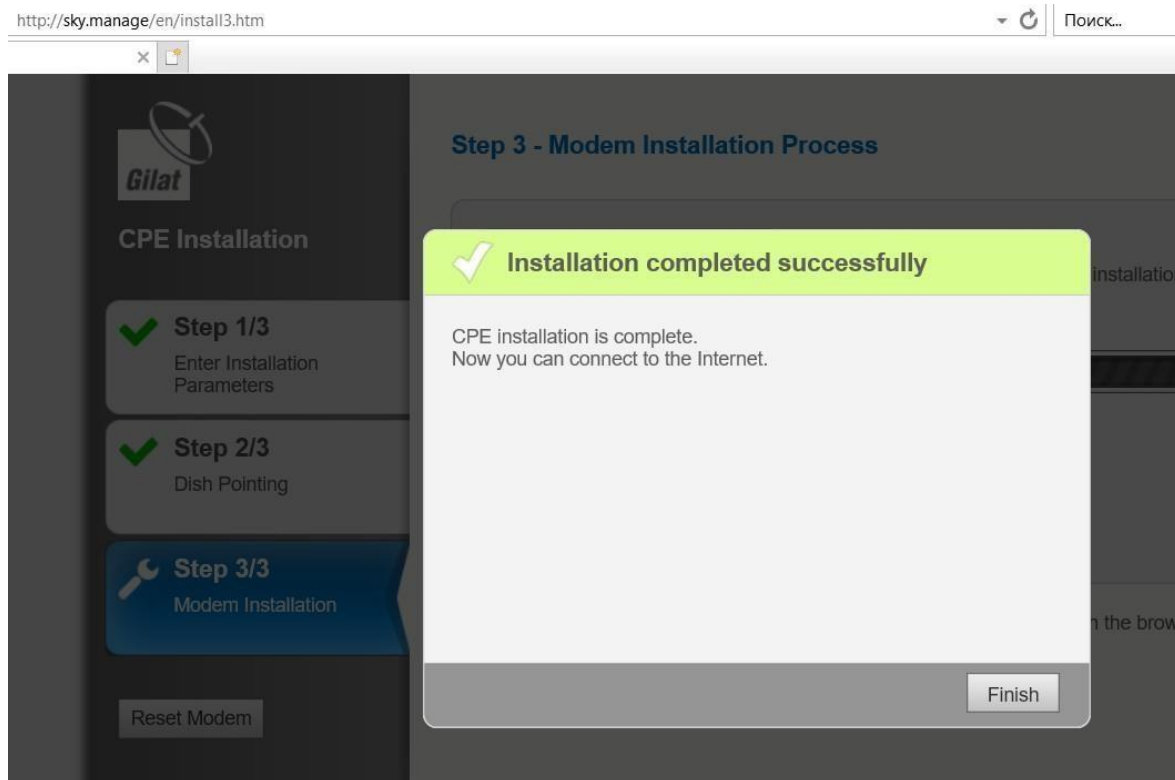 http://sky.manage/en/install3.htm
Поиск...
Gilat
Step 3 - Modem Installation Process
CPE Installation
Installation completed successfully
CPE installation is complete.
Now you can connect to the Internet.
Step 1/3
Enter Installation
Parameters
Step 2/3
Dish Pointing
Step 3/3
Modem Installation
the
Finish
Reset Modem